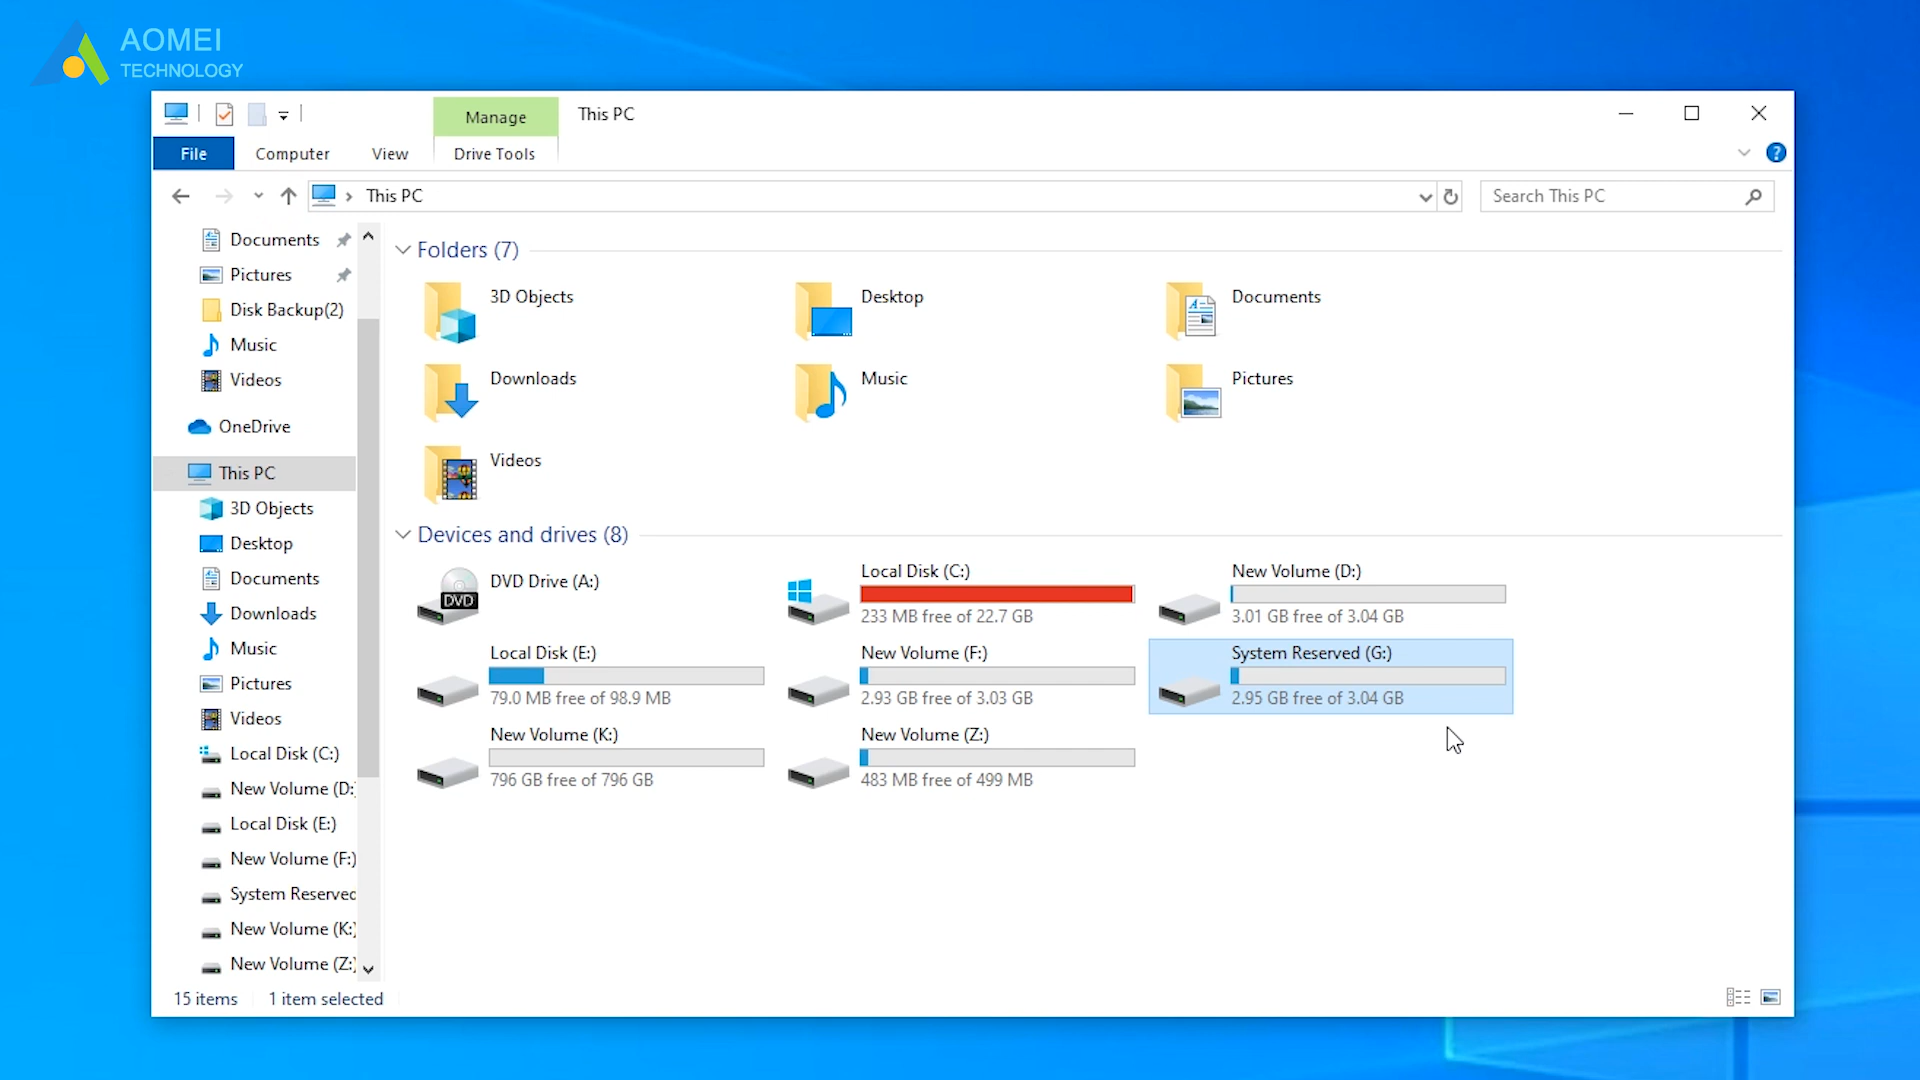 AOMEI
TECHNOLOGY
Manage
This PC
File
Computer
View
Drive Tools
This PC
Search This PC
Documents
Pictures
Disk Backup(2)
Music
Videos
OneDrive
This PC
3D Objects
Desktop
Documents
Downloads
Music
Pictures
Videos
Local Disk (C:)
New Volume (D:)
Local Disk (E:)
New Volume (F:)
System Reserved
New Volume (K:)
New Volume (Z:)
Folders (7)
3D Objects
Desktop
Documents
Downloads
Music
Pictures
Videos
Devices and drives (8)
DVD
DVD Drive (A:)
Local Disk (C:)
233 MB free of 22.7 GB
New Volume (D:)
3.01 GB free of 3.04 GB
Local Disk (E:)
79.0 MB free of 98.9 MB
New Volume (F:)
2.93 GB free of 3.03 GB
System Reserved (G:)
2.95 GB free of 3.04 GB
New Volume (K:)
796 GB free of 796 GB
New Volume (Z:)
483 MB free of 499 MB
15 items
1 item selected